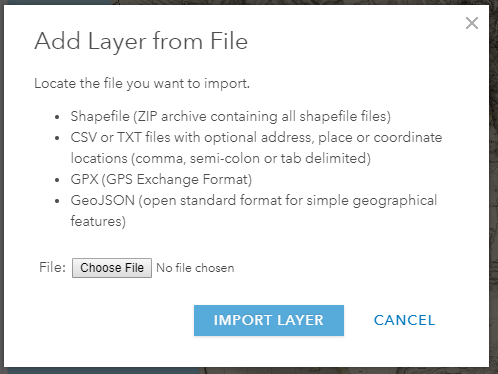 Add Layer from File
Locate the file you want to import.
• Shapefile (ZIP archive containing all shapefile files)
• CSV or TXT files with optional address, place or coordinate
locations (comma, semi-colon or tab delimited)
• GPX (GPS Exchange Format)
• GeoJSON (open standard format for simple geographical
features)
File: Choose File No file chosen
IMPORT LAYER CANCEL